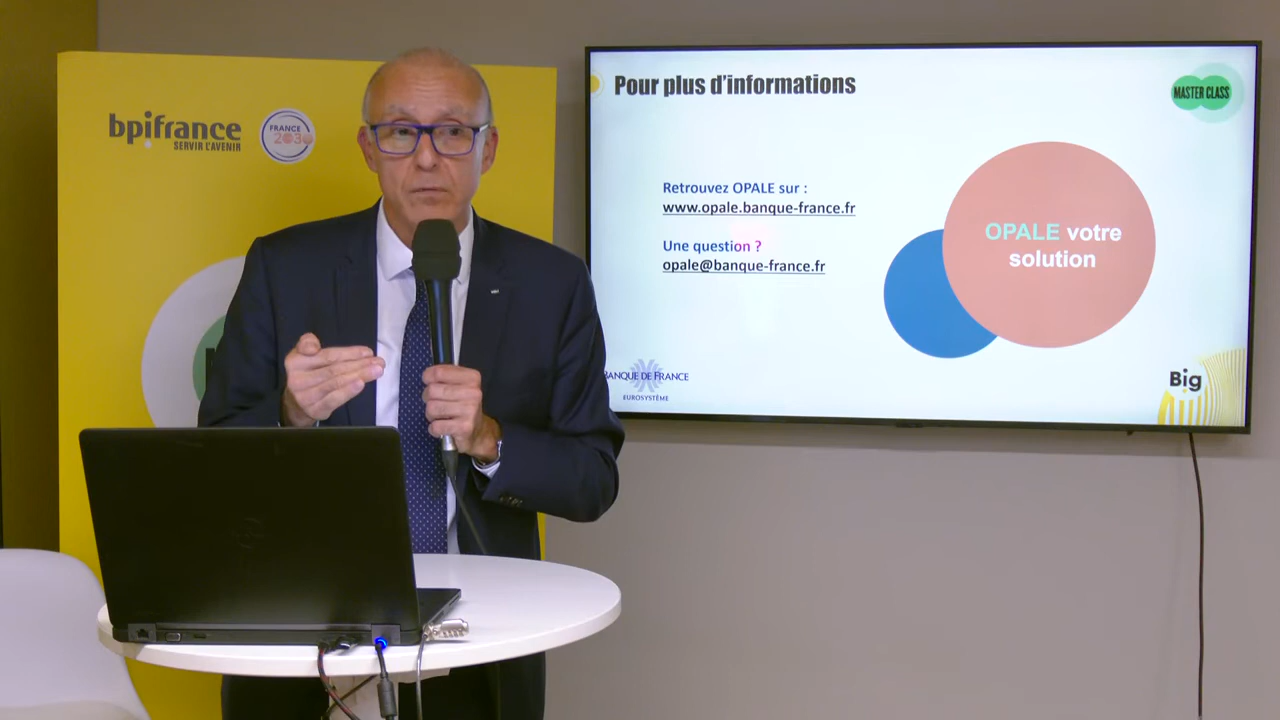 bpifrance
SERVIR L'AVENIR
FRANCE
2030
Pour plus d'informations
MASTER CLASS
Retrouvez OPALE sur :
www.opale.banque-france.fr
Une question ?
opale@banque-france.fr
OPALE votre
solution
BANQUE DE FRANCE
EUROSYSTÈME
Big